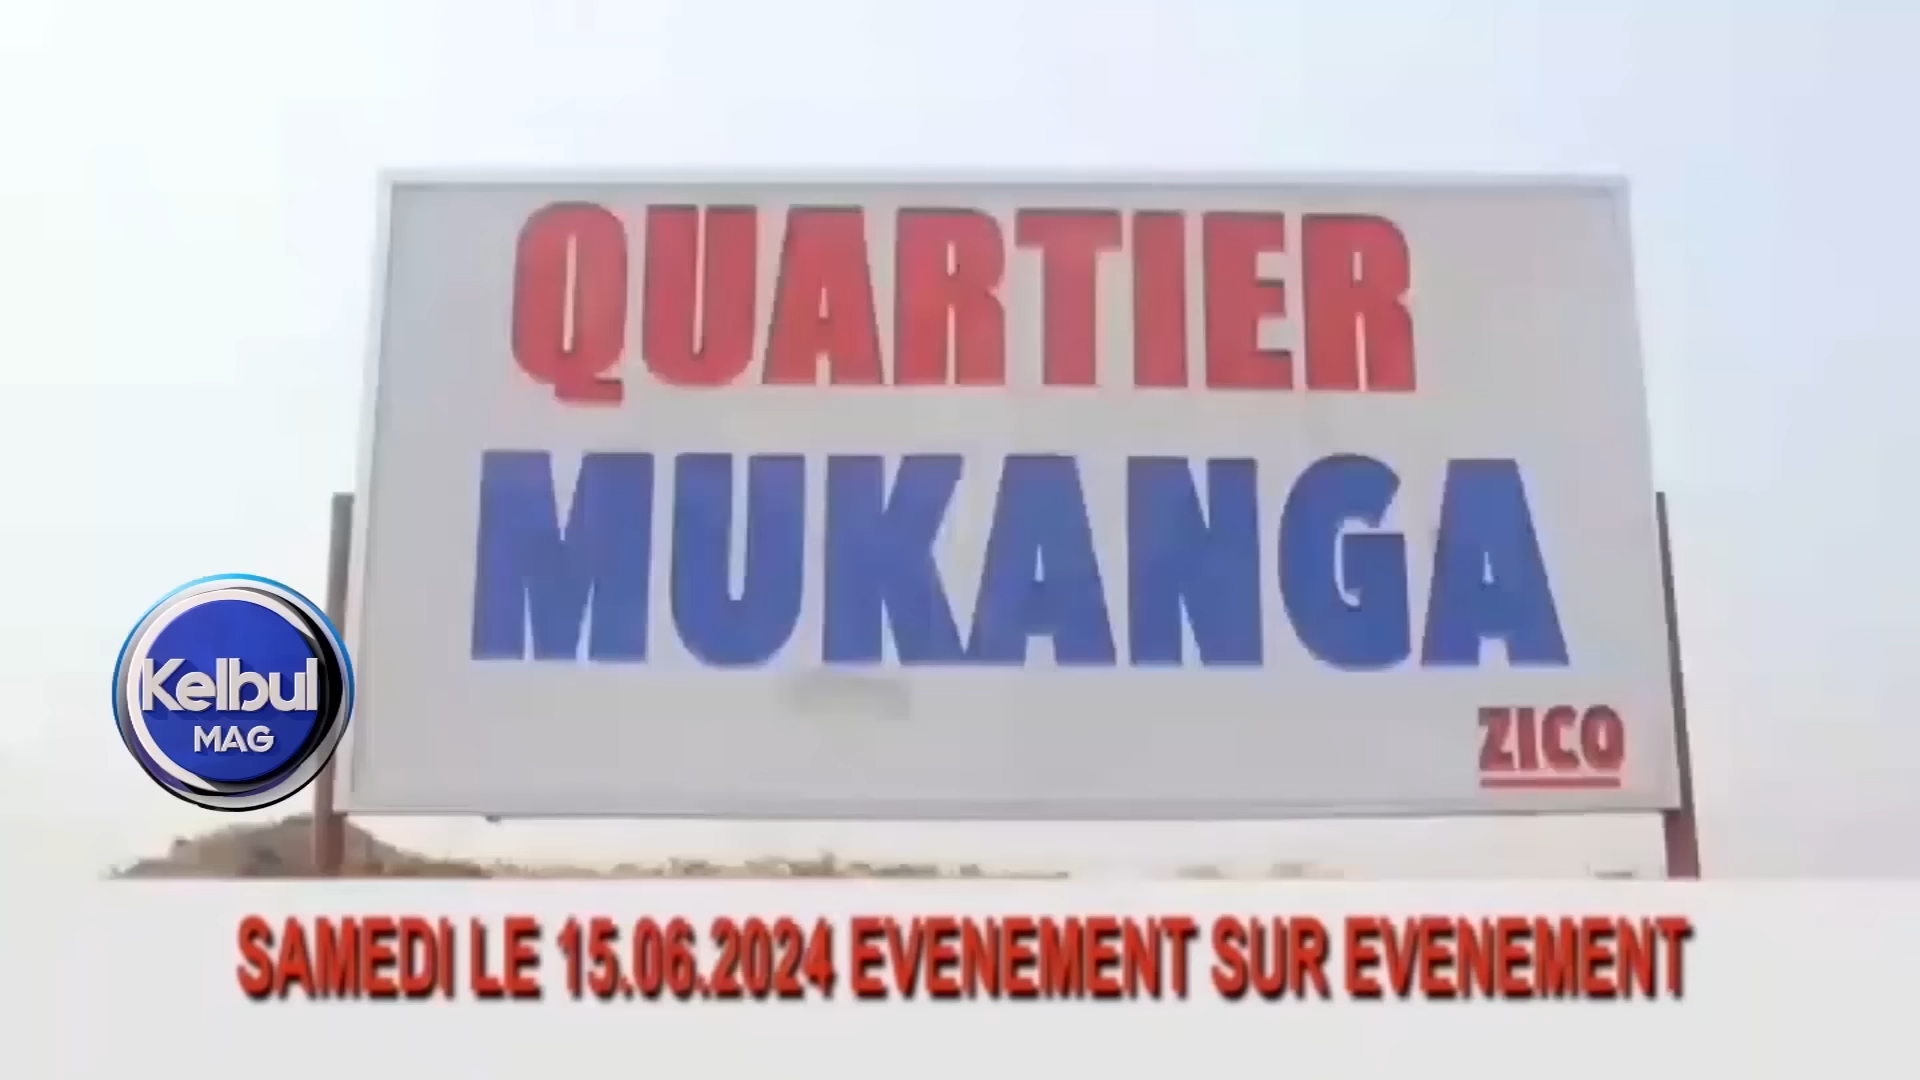 QUARTIER
MUKANGA
ZICO
Kelbul
MAG
SAMEDI LE 15.06.2024 EVENEMENT SUR EVENEMENT